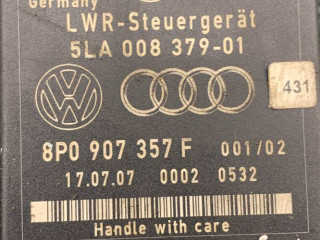 Germany
LWR-Steuergerät
5LA 008 379-01
431
8P0 907 357 F 001/02
17.07.07 0002 0532
Handle with care